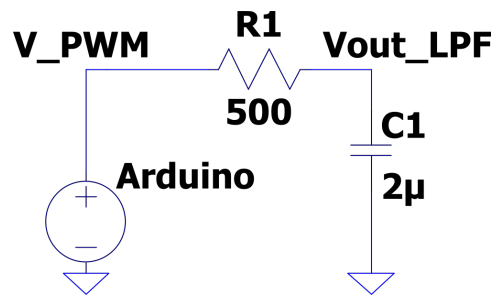 R1
V_PWM
Vout_LPF
500
C1
Arduino
2µ